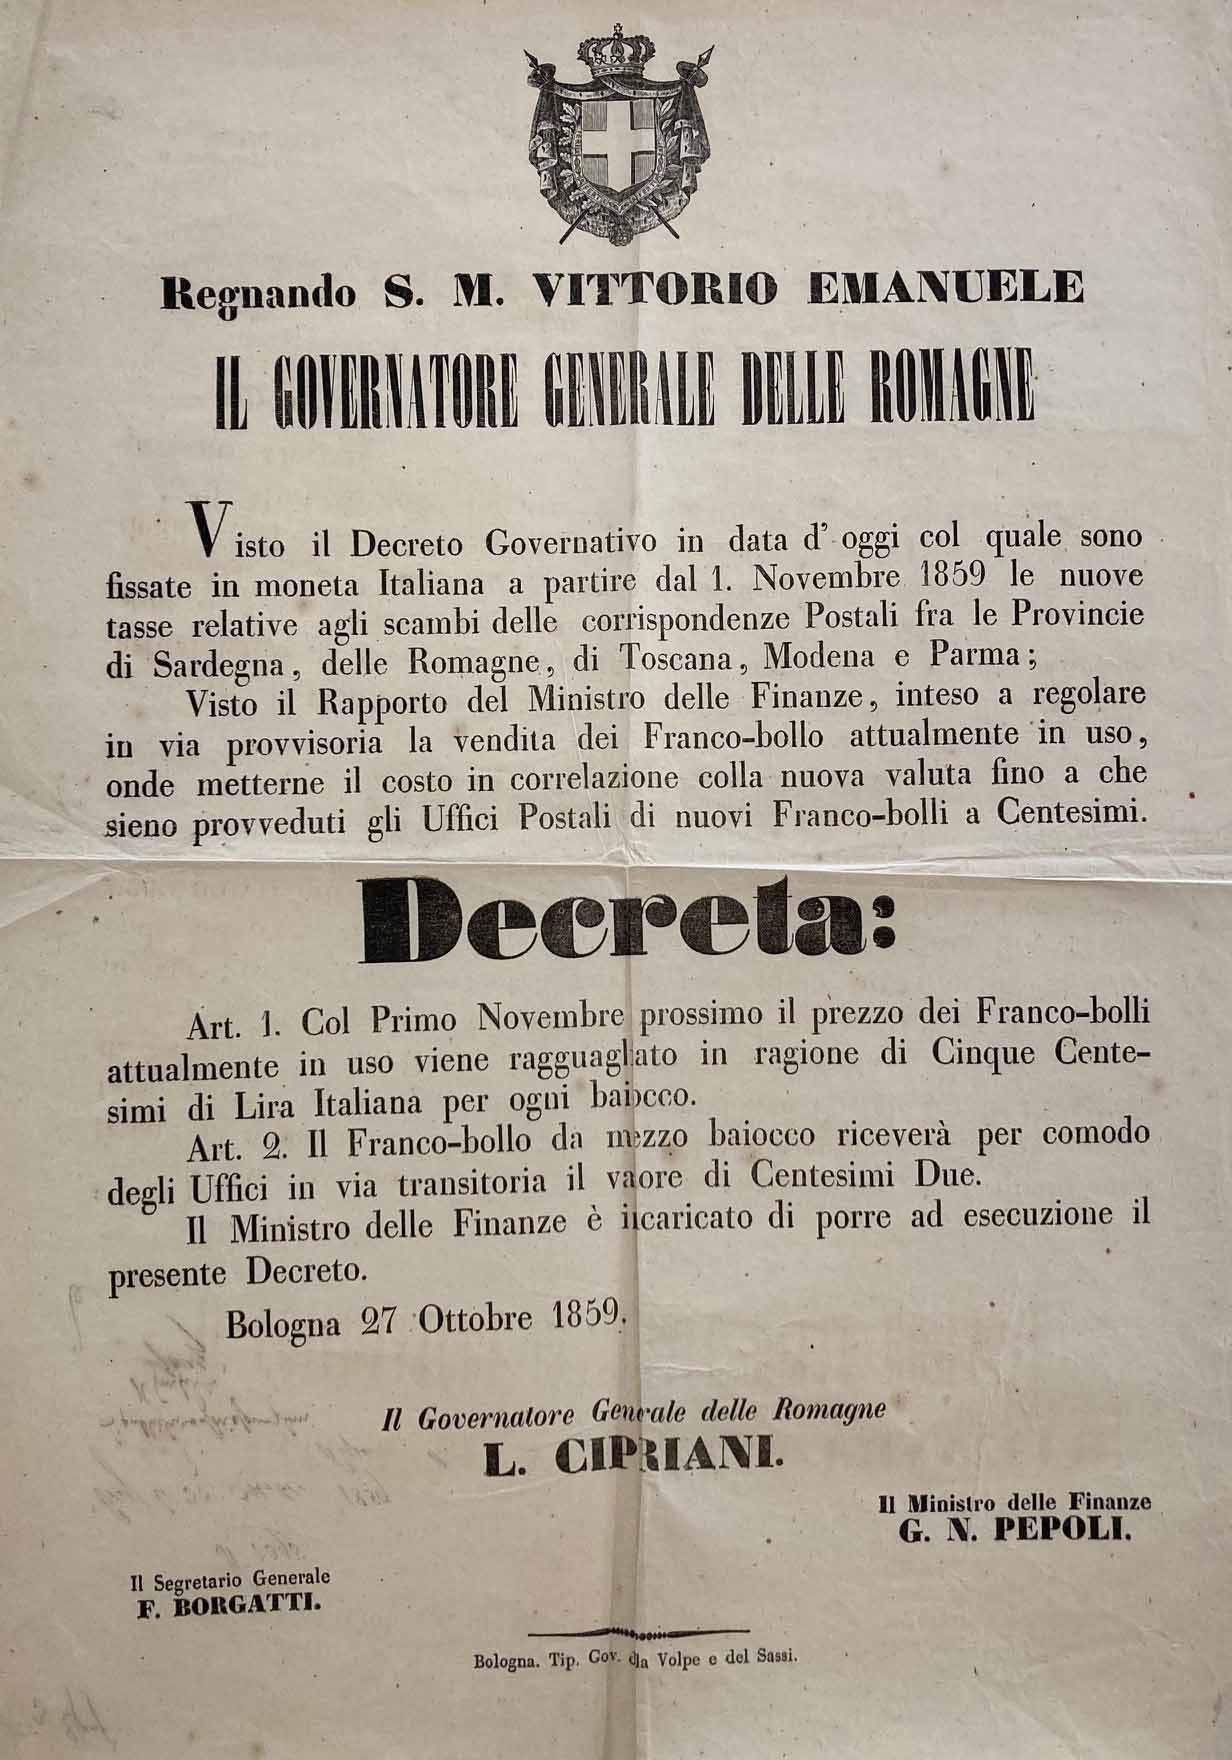 Regnando S. M. VITTORIO EMANUELE
IL GOVERNATORE GENERALE DELLE ROMAGNE
Visto il Decreto Governativo in data d' oggi col quale sono
fissate in moneta Italiana a partire dal 1. Novembre 1859 le nuove
tasse relative agli scambi delle corrispondenze Postali fra le Provincie
di Sardegna, delle Romagne, di Toscana, Modena e Parma;
Visto il Rapporto del Ministro delle Finanze, inteso a regolare
in via provvisoria la vendita dei Franco-bollo attualmente in uso,
onde metterne il costo in correlazione colla nuova valuta fino a che
sieno provveduti gli Uffici Postali di nuovi Franco-bolli a Centesimi.
Decreta:
Art. 1. Col Primo Novembre prossimo il prezzo dei Franco-bolli
attualmente in uso viene ragguagliato in ragione di Cinque Cente-
simi di Lira Italiana per ogni baiocco.
Art. 2. Il Franco-bollo da mezzo baiocco riceverà per comodo
degli Uffici in via transitoria il vaore di Centesimi Due.
Il Ministro delle Finanze è incaricato di porre ad esecuzione il
presente Decreto.
Bologna 27 Ottobre 1859.
Il Governatore Generale delle Romagne
L. CIPRIANI.
Il Ministro delle Finanze
G. N. PEPOLI.
Il Segretario Generale
F. BORGATTI.
Bologna. Tip. Gov. dla Volpe e del Sassi.